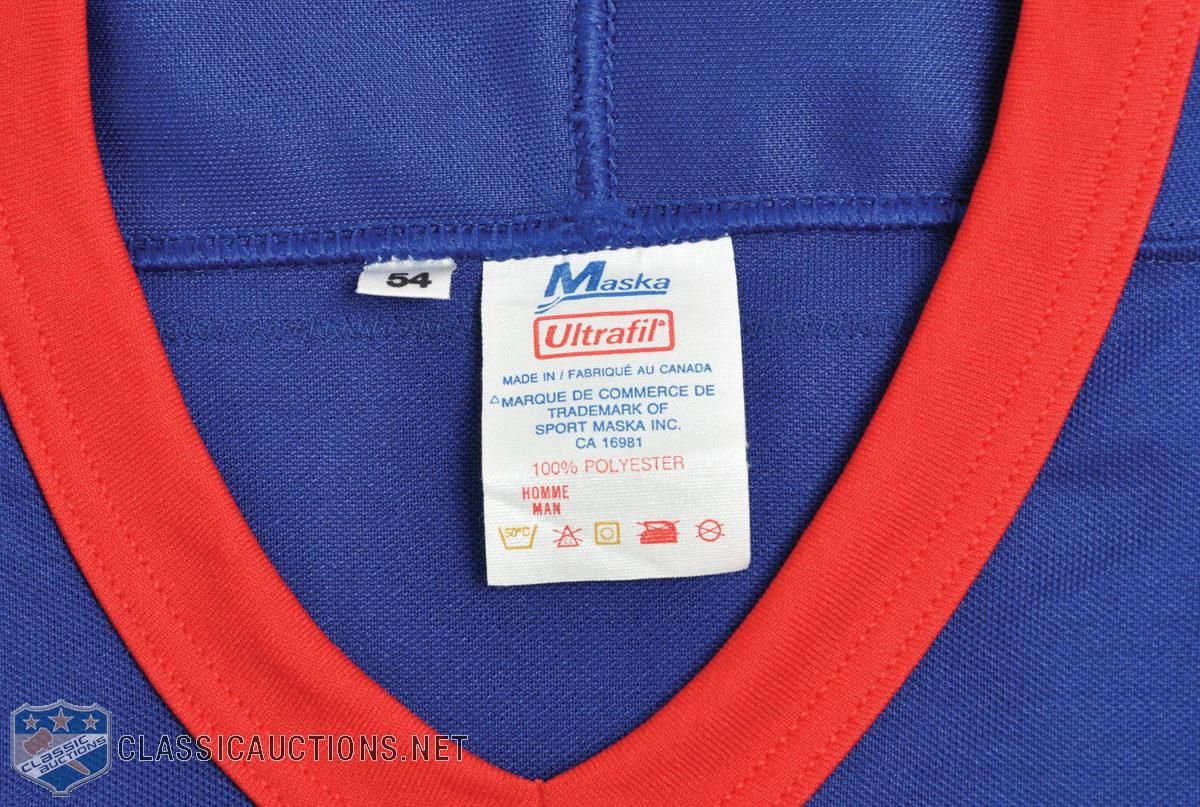 54
Maska
Ultrafil
MADE IN / FABRIQUÉ AU CANADA
△MARQUE DE COMMERCE DE
TRADEMARK OF
SPORT MASKA INC.
CA 16981
100% POLYESTER
HOMME
MAN
50°C
CL
CLASSIC
AUCTIONS
CLASSICAUCTIONS.NET